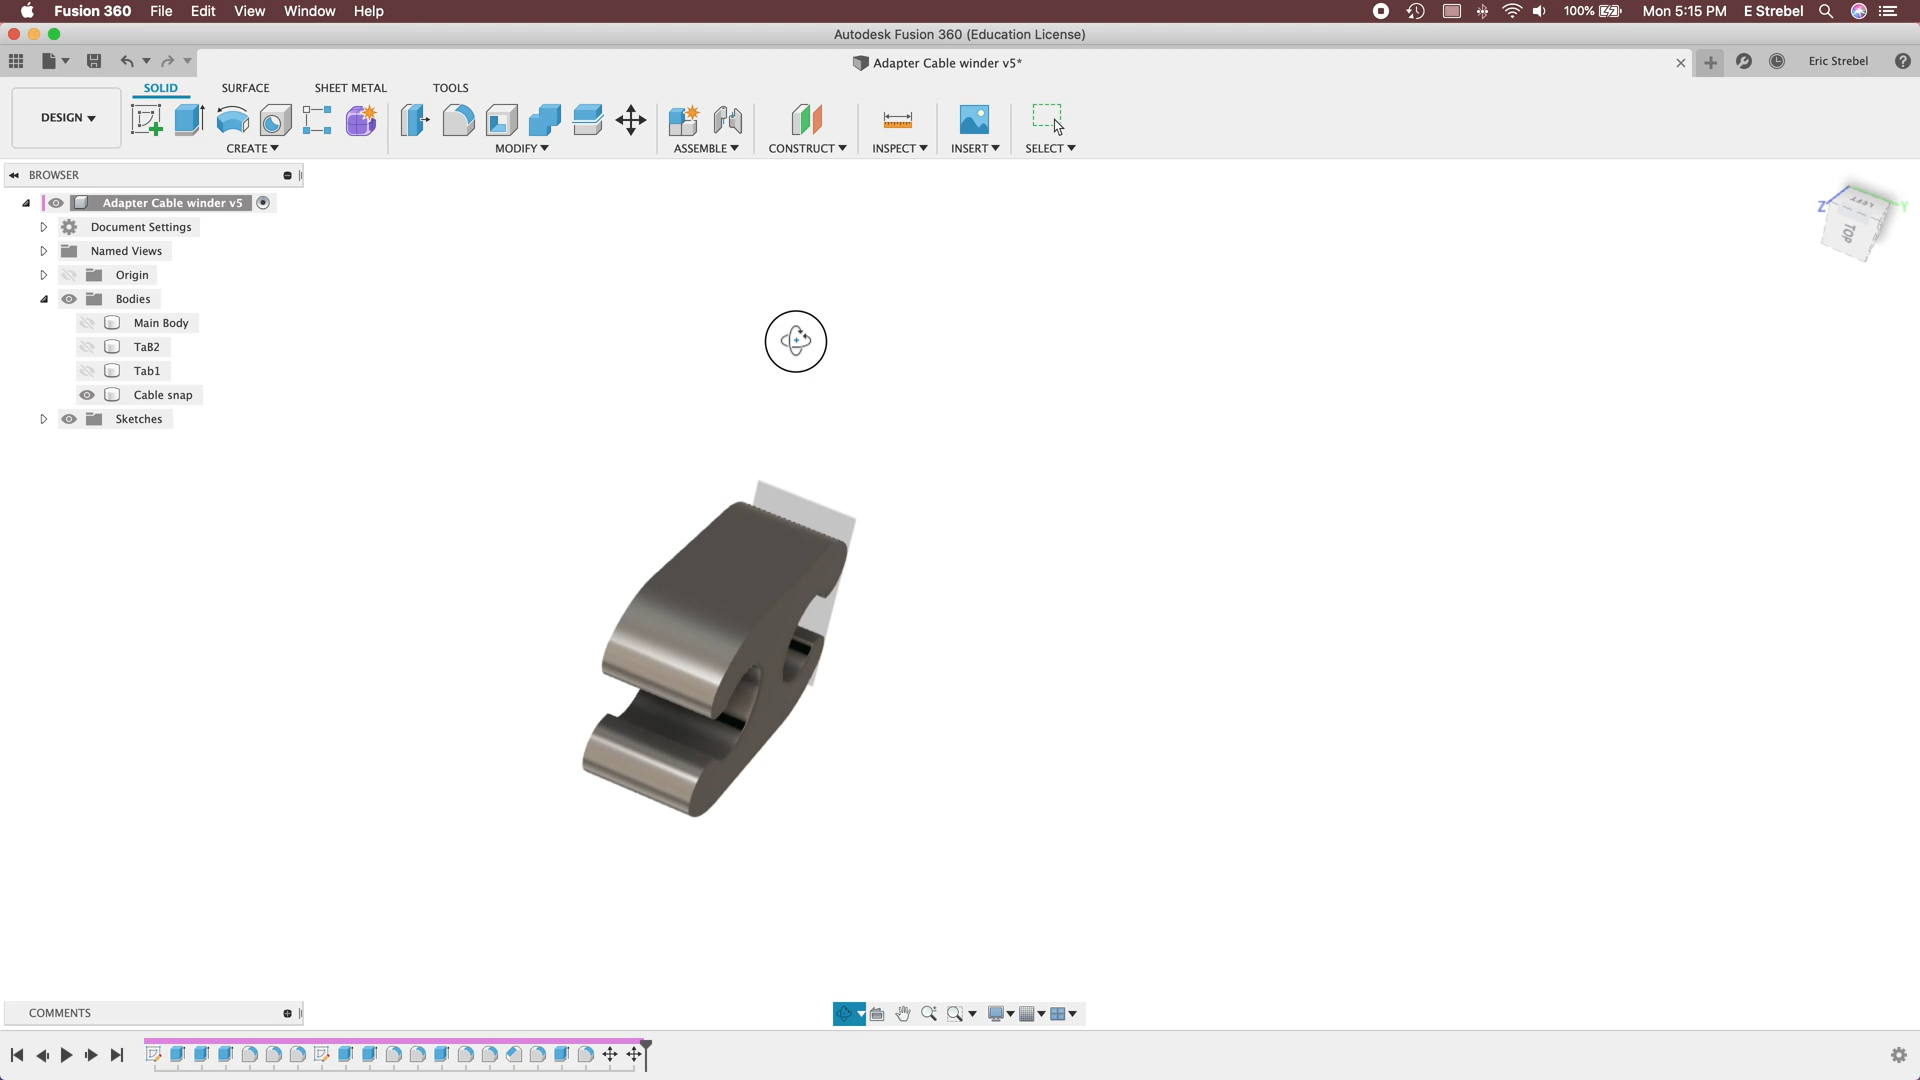 Fusion 360 File Edit View Window Help 100% Mon 5:15 PM E Strebel
Autodesk Fusion 360 (Education License)
Adapter Cable winder v5* Eric Strebel
SOLID SURFACE SHEET METAL TOOLS
DESIGN
CREATE MODIFY ASSEMBLE CONSTRUCT INSPECT INSERT SELECT
BROWSER
Adapter Cable winder v5
Document Settings
Named Views
Origin
Bodies
Main Body
TaB2
Tab1
Cable snap
Sketches
Z Y
LEFT
TOP
COMMENTS